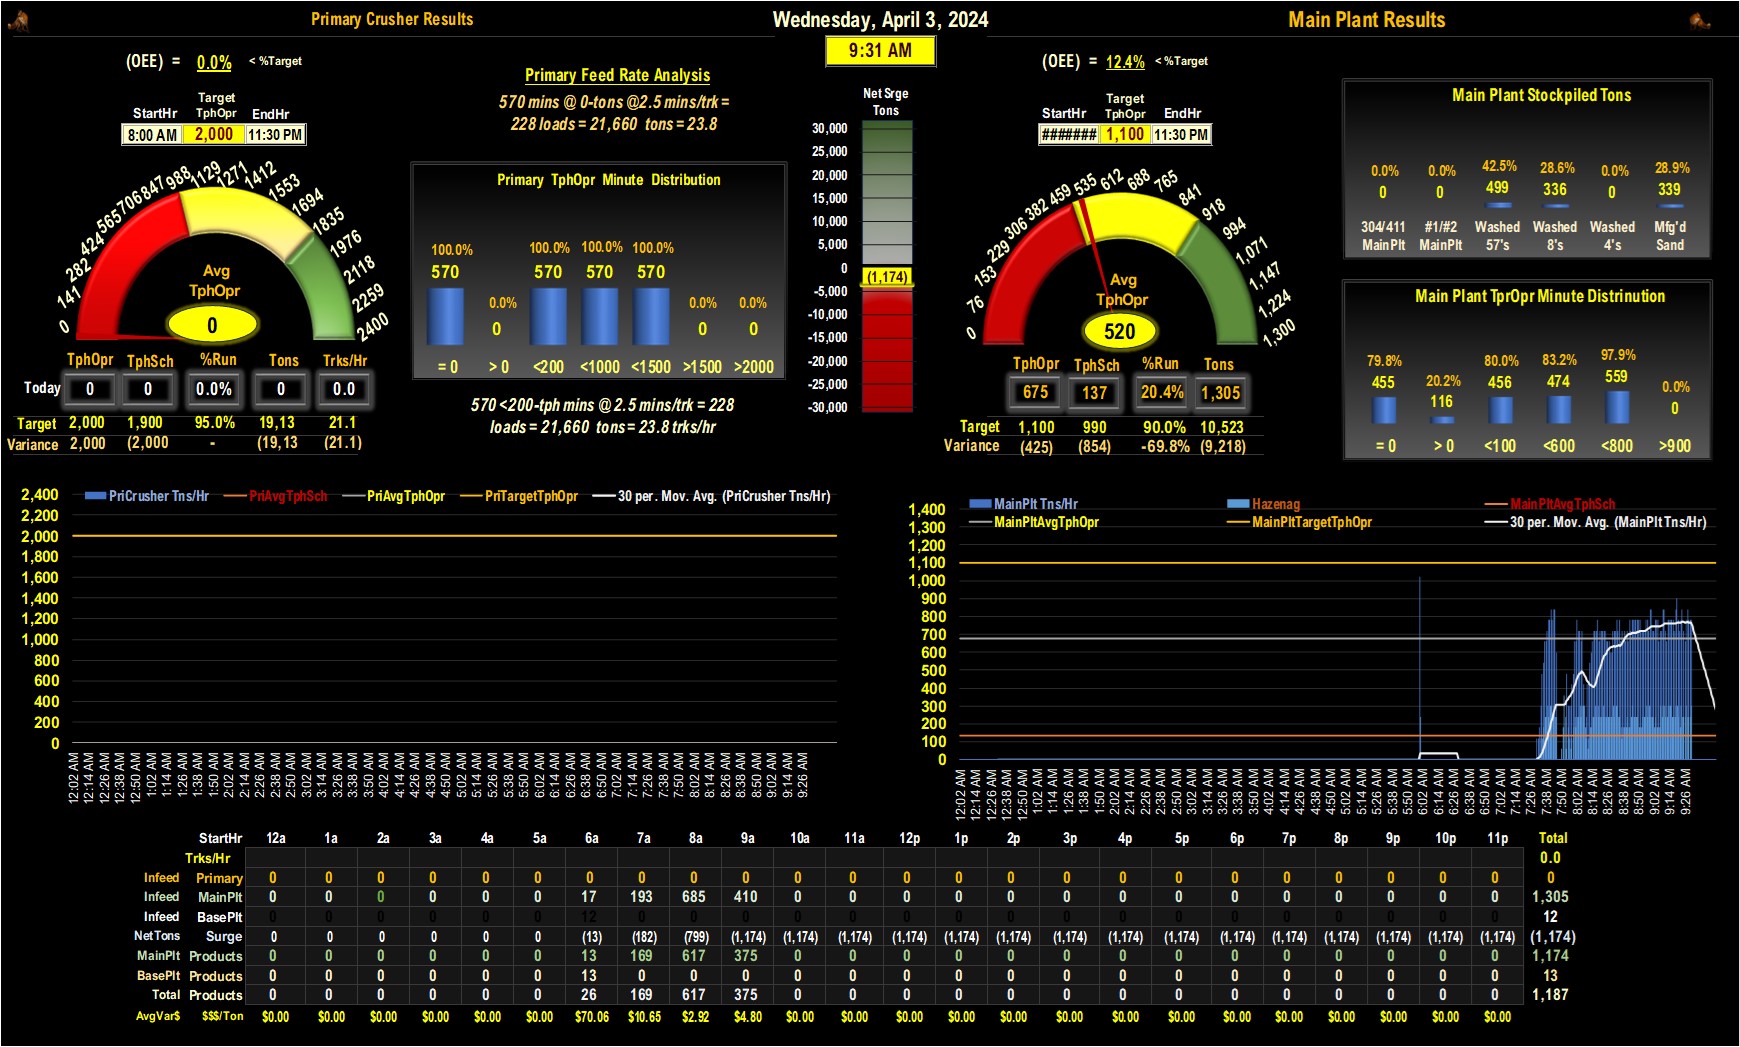 Primary Crusher Results
Wednesday, April 3, 2024
Main Plant Results
9:31 AM
(OEE) = 0.0% < %Target
StartHr Target TphOpr EndHr
8:00 AM 2,000 11:30 PM
0 141 282 424 565 706 847 988 1129 1271 1412 1553 1694 1835 1976 2118 2259 2400
Avg
TphOpr
0
TphOpr TphSch %Run Tons Trks/Hr
Today 0 0 0.0% 0 0.0
Target 2,000 1,900 95.0% 19,13 21.1
Variance 2,000 (2,000 - (19,13 (21.1)
Primary Feed Rate Analysis
570 mins @ 0-tons @2.5 mins/trk =
228 loads = 21,660 tons = 23.8
Primary TphOpr Minute Distribution
100.0% 0.0% 100.0% 100.0% 100.0% 0.0% 0.0%
570 0 570 570 570 0 0
= 0 > 0 <200 <1000 <1500 >1500 >2000
570 <200-tph mins @ 2.5 mins/trk = 228
loads = 21,660 tons = 23.8 trks/hr
Net Srge
Tons
30,000
25,000
20,000
15,000
10,000
5,000
0
(1,174)
-5,000
-10,000
-15,000
-20,000
-25,000
-30,000
(OEE) = 12.4% < %Target
StartHr Target TphOpr EndHr
####### 1,100 11:30 PM
0 76 153 229 306 382 459 535 612 688 765 841 918 994 1,071 1,147 1,224 1,300
Avg
TphOpr
520
TphOpr TphSch %Run Tons
675 137 20.4% 1,305
Target 1,100 990 90.0% 10,523
Variance (425) (854) -69.8% (9,218)
Main Plant Stockpiled Tons
0.0% 0.0% 42.5% 28.6% 0.0% 28.9%
0 0 499 336 0 339
304/411 #1/#2 Washed Washed Washed Mfg'd
MainPlt MainPlt 57's 8's 4's Sand
Main Plant TprOpr Minute Distrinution
79.8% 20.2% 80.0% 83.2% 97.9% 0.0%
455 116 456 474 559 0
= 0 > 0 <100 <600 <800 >900
PriCrusher Tns/Hr PriAvgTphSch PriAvgTphOpr PriTargetTphOpr 30 per. Mov. Avg. (PriCrusher Tns/Hr)
2,400
2,200
2,000
1,800
1,600
1,400
1,200
1,000
800
600
400
200
0
12:02 AM 12:14 AM 12:26 AM 12:38 AM 12:50 AM 1:02 AM 1:14 AM 1:26 AM 1:38 AM 1:50 AM 2:02 AM 2:14 AM 2:26 AM 2:38 AM 2:50 AM 3:02 AM 3:14 AM 3:26 AM 3:38 AM 3:50 AM 4:02 AM 4:14 AM 4:26 AM 4:38 AM 4:50 AM 5:02 AM 5:14 AM 5:26 AM 5:38 AM 5:50 AM 6:02 AM 6:14 AM 6:26 AM 6:38 AM 6:50 AM 7:02 AM 7:14 AM 7:26 AM 7:38 AM 7:50 AM 8:02 AM 8:14 AM 8:26 AM 8:38 AM 8:50 AM 9:02 AM 9:14 AM 9:26 AM
MainPlt Tns/Hr Hazenag MainPltAvgTphSch
MainPltAvgTphOpr MainPltTargetTphOpr 30 per. Mov. Avg. (MainPlt Tns/Hr)
1,400
1,300
1,200
1,100
1,000
900
800
700
600
500
400
300
200
100
0
12:02 AM 12:14 AM 12:26 AM 12:38 AM 12:50 AM 1:02 AM 1:14 AM 1:26 AM 1:38 AM 1:50 AM 2:02 AM 2:14 AM 2:26 AM 2:38 AM 2:50 AM 3:02 AM 3:14 AM 3:26 AM 3:38 AM 3:50 AM 4:02 AM 4:14 AM 4:26 AM 4:38 AM 4:50 AM 5:02 AM 5:14 AM 5:26 AM 5:38 AM 5:50 AM 6:02 AM 6:14 AM 6:26 AM 6:38 AM 6:50 AM 7:02 AM 7:14 AM 7:26 AM 7:38 AM 7:50 AM 8:02 AM 8:14 AM 8:26 AM 8:38 AM 8:50 AM 9:02 AM 9:14 AM 9:26 AM
StartHr 12a 1a 2a 3a 4a 5a 6a 7a 8a 9a 10a 11a 12p 1p 2p 3p 4p 5p 6p 7p 8p 9p 10p 11p Total
Trks/Hr 0.0
Infeed Primary 0 0 0 0 0 0 0 0 0 0 0 0 0 0 0 0 0 0 0 0 0 0 0 0 0
Infeed MainPlt 0 0 0 0 0 0 17 193 685 410 0 0 0 0 0 0 0 0 0 0 0 0 0 0 1,305
Infeed BasePlt 0 0 0 0 0 0 12 0 0 0 0 0 0 0 0 0 0 0 0 0 0 0 0 0 12
NetTons Surge 0 0 0 0 0 0 (13) (182) (799) (1,174) (1,174) (1,174) (1,174) (1,174) (1,174) (1,174) (1,174) (1,174) (1,174) (1,174) (1,174) (1,174) (1,174) (1,174) (1,174)
MainPlt Products 0 0 0 0 0 0 13 169 617 375 0 0 0 0 0 0 0 0 0 0 0 0 0 0 1,174
BasePlt Products 0 0 0 0 0 0 13 0 0 0 0 0 0 0 0 0 0 0 0 0 0 0 0 0 13
Total Products 0 0 0 0 0 0 26 169 617 375 0 0 0 0 0 0 0 0 0 0 0 0 0 0 1,187
AvgVar$ $$$/Ton $0.00 $0.00 $0.00 $0.00 $0.00 $0.00 $70.06 $10.65 $2.92 $4.80 $0.00 $0.00 $0.00 $0.00 $0.00 $0.00 $0.00 $0.00 $0.00 $0.00 $0.00 $0.00 $0.00 $0.00